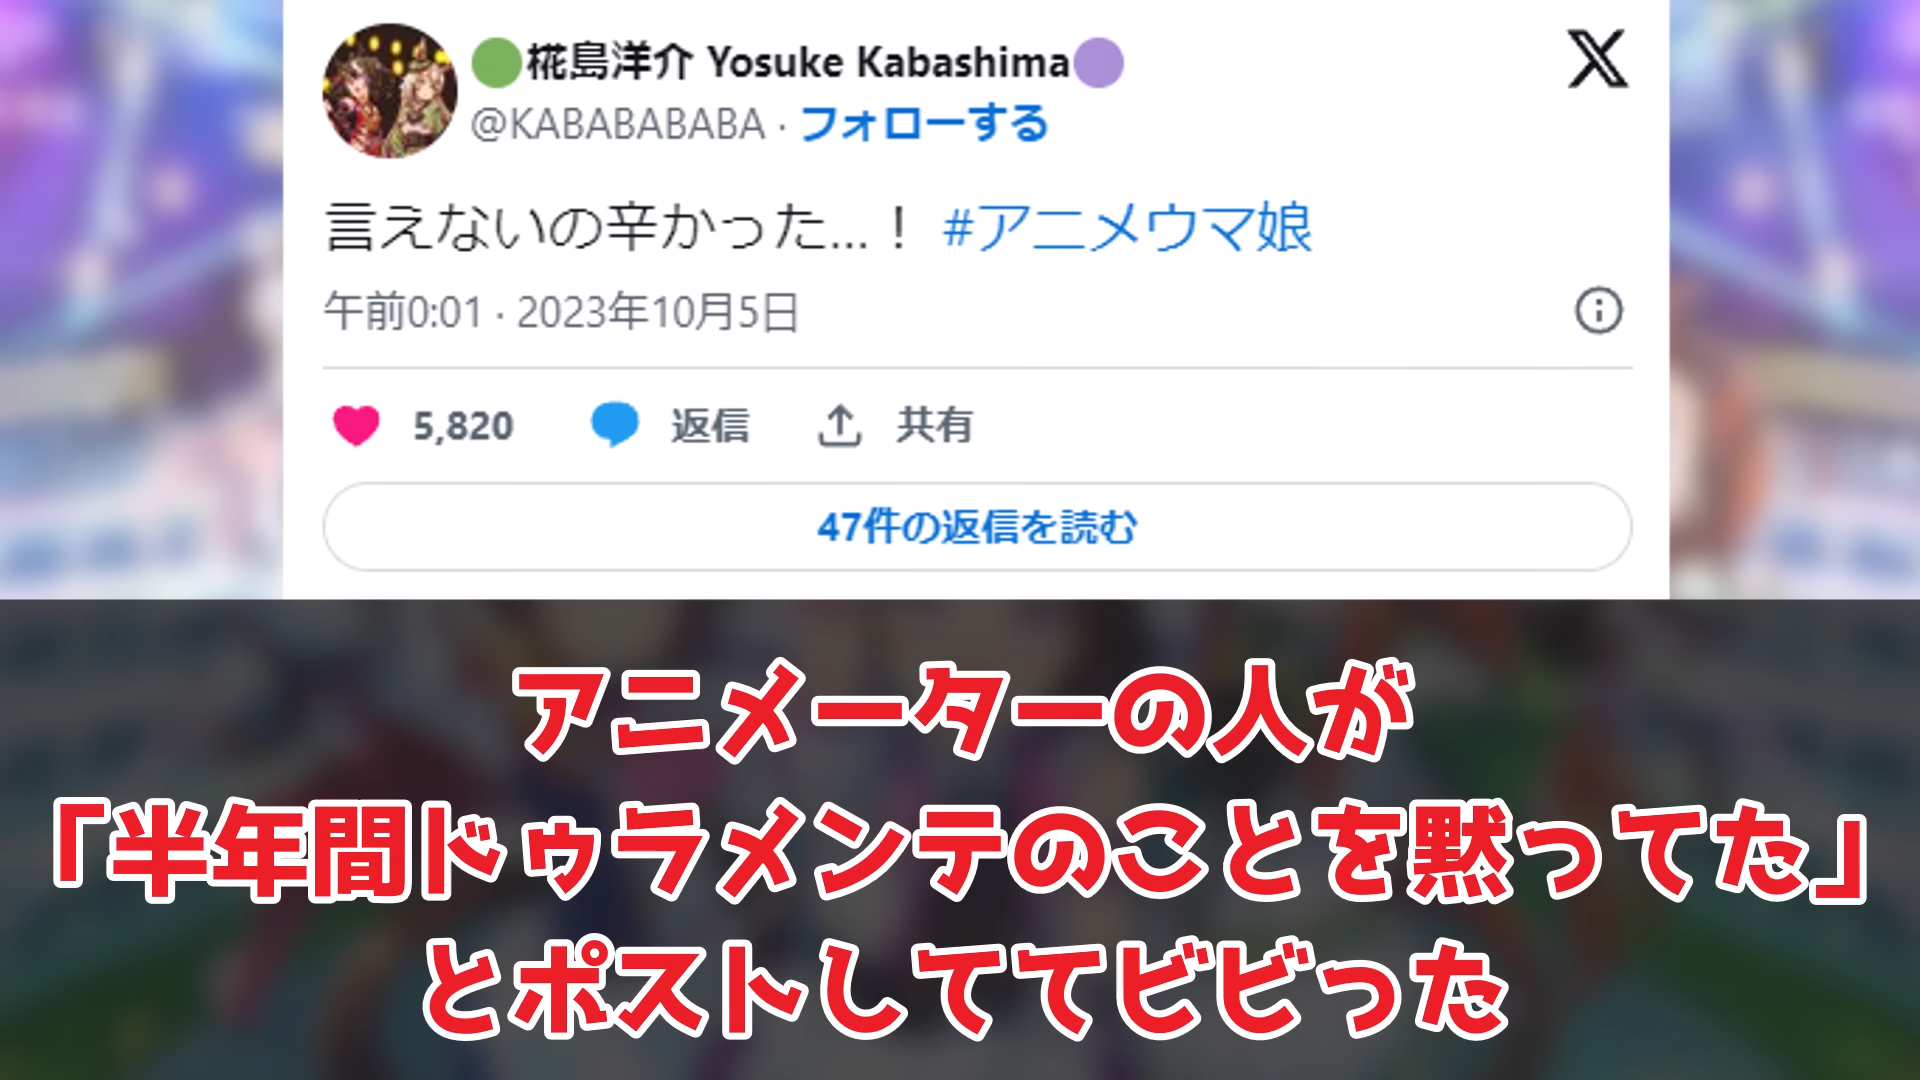 🟢椛島洋介 Yosuke Kabashima🟣
@KABABABABA · フォローする
言えないの辛かった...！ #アニメウマ娘
午前0:01 · 2023年10月5日
5,820 返信 共有
47件の返信を読む
アニメーターの人が
「半年間ドゥラメンテのことを黙ってた」
とポストしててビビった